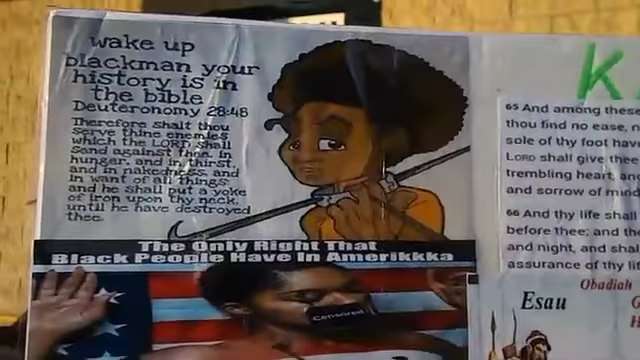 wake up
blackman your
history is in
the bible
Deuteronomy 28:48
Therefore shalt thou
serve thine enemies
which the LORD shall
send against thee, in
hunger, and in thirst,
and in nakedness, and
in want of all things:
and he shall put a yoke
of iron upon thy neck,
until he have destroyed
thee.
The Only Right That
Black People Have In Amerikkka
Censored
K
65 And among these
thou find no ease, n
sole of thy foot have
LORD shall give thee
trembling heart, and
and sorrow of mind
66 And thy life shall
before thee; and tho
and night, and shal
assurance of thy lif
Obadiah
Esau